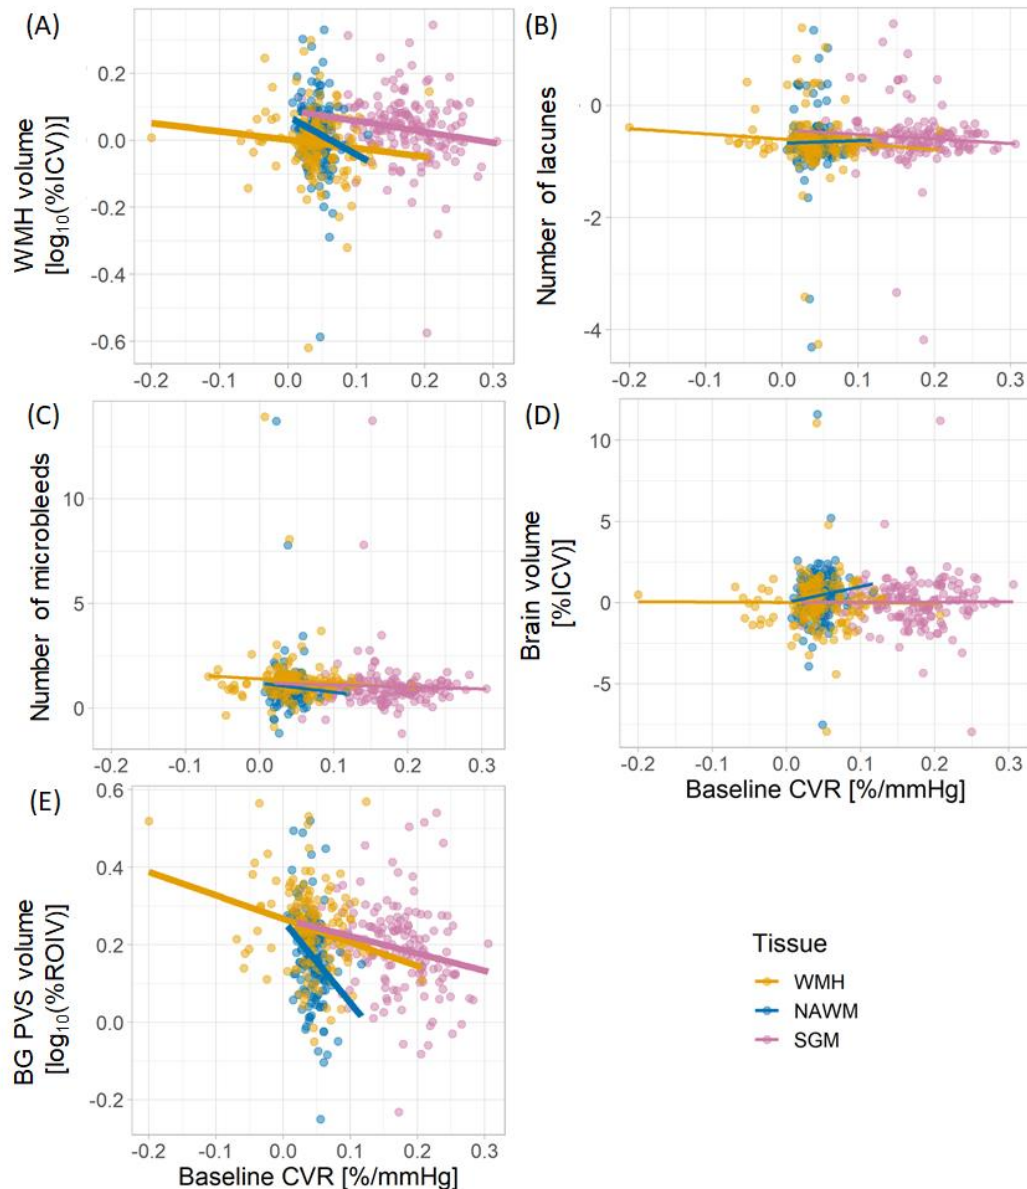 (A)
WMH volume
[log₁₀(%ICV)]
0.2
0.0
-0.2
-0.4
-0.6
-0.2
-0.1
0.0
0.1
0.2
0.3
(B)
Number of lacunes
0
-2
-4
-0.2
-0.1
0.0
0.1
0.2
0.3
(C)
Number of microbleeds
10
5
0
-0.2
-0.1
0.0
0.1
0.2
0.3
(D)
Brain volume
[%ICV)]
10
5
0
-5
-0.2
-0.1
0.0
0.1
0.2
0.3
Baseline CVR [%/mmHg]
(E)
BG PVS volume
[log₁₀(%ROIV)]
0.6
0.4
0.2
0.0
-0.2
-0.2
-0.1
0.0
0.1
0.2
0.3
Baseline CVR [%/mmHg]
Tissue
WMH
NAWM
SGM